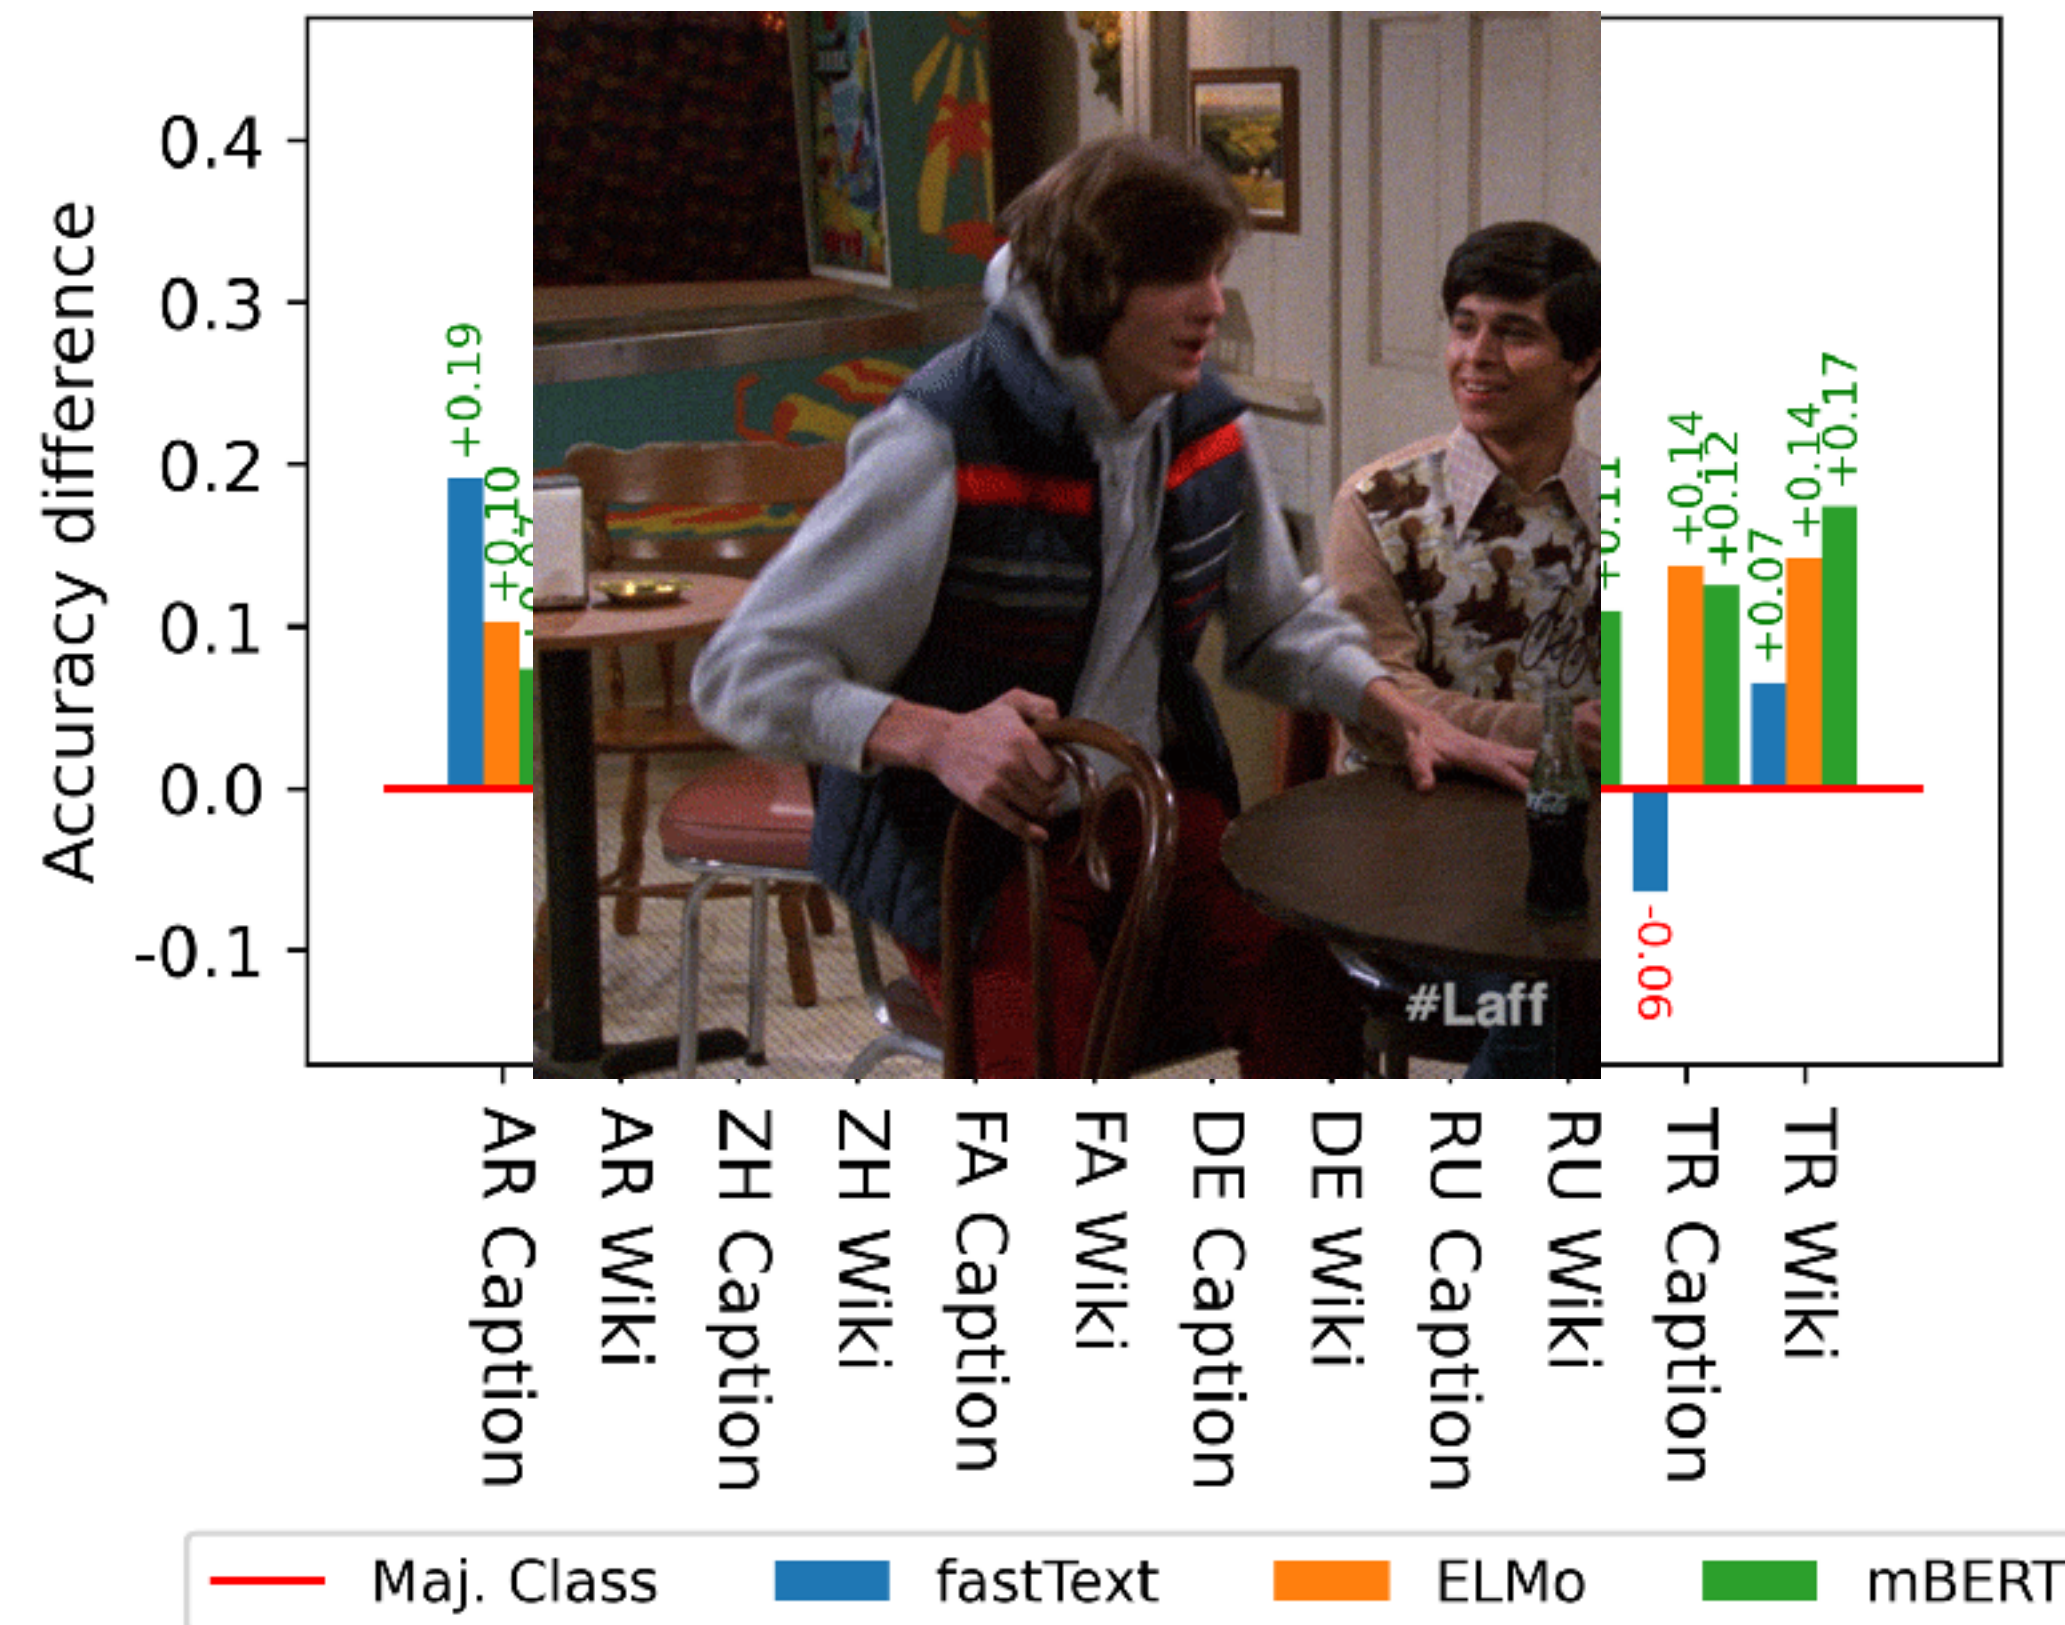 Accuracy difference
0.4
0.3
0.2
0.1
0.0
-0.1
+0.19
+0.10
+0.11
-0.06
+0.14
+0.12
+0.07
+0.14
+0.17
#Laff
AR Caption
AR Wiki
ZH Caption
ZH Wiki
FA Caption
FA Wiki
DE Caption
DE Wiki
RU Caption
RU Wiki
TR Caption
TR Wiki
Maj. Class
fastText
ELMo
mBERT